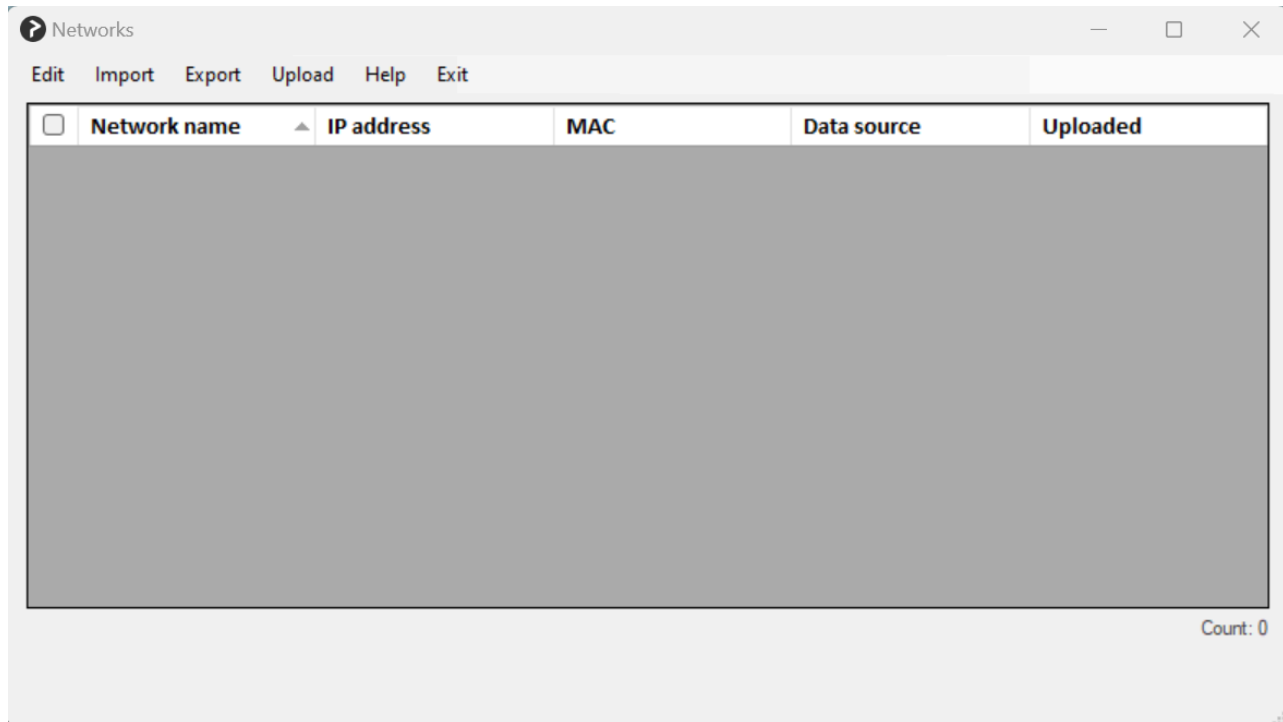 Networks
Edit Import Export Upload Help Exit
Network name IP address MAC Data source Uploaded
Count: 0